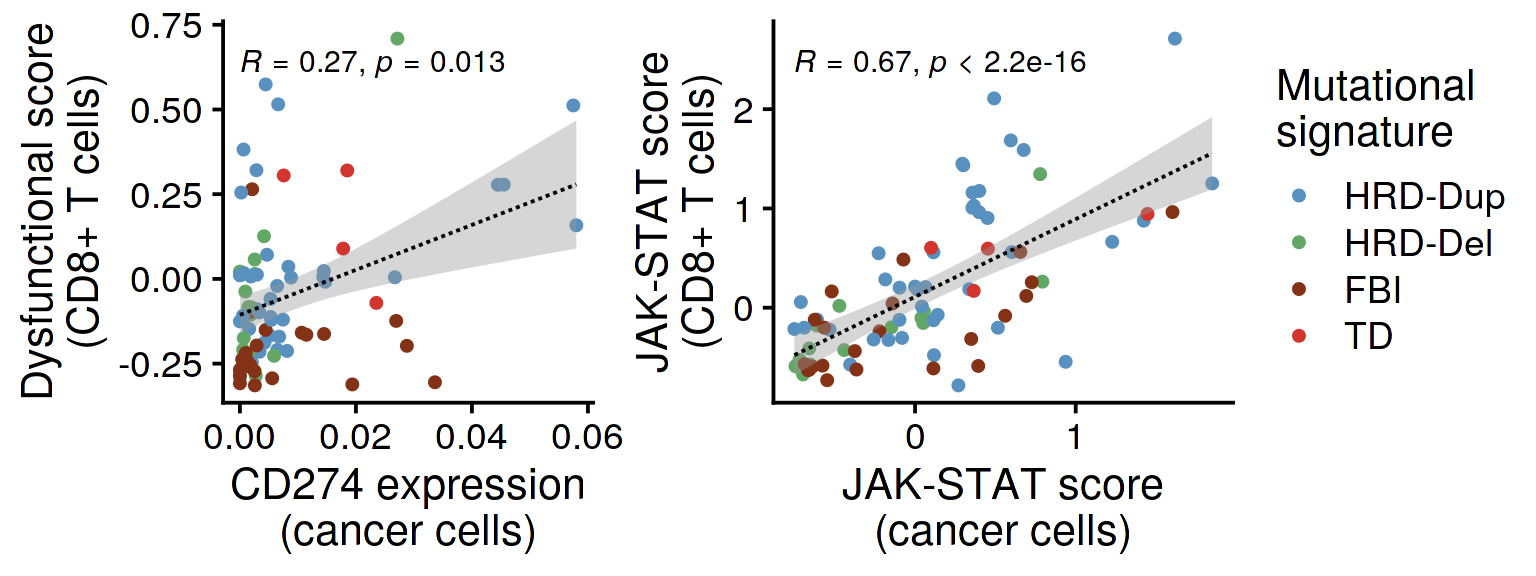 Dysfunctional score
(CD8+ T cells)
0.75
0.50
0.25
0.00
-0.25
R = 0.27, p = 0.013
0.00 0.02 0.04 0.06
CD274 expression
(cancer cells)
JAK-STAT score
(CD8+ T cells)
2
1
0
R = 0.67, p < 2.2e-16
0 1
JAK-STAT score
(cancer cells)
Mutational
signature
HRD-Dup
HRD-Del
FBI
TD